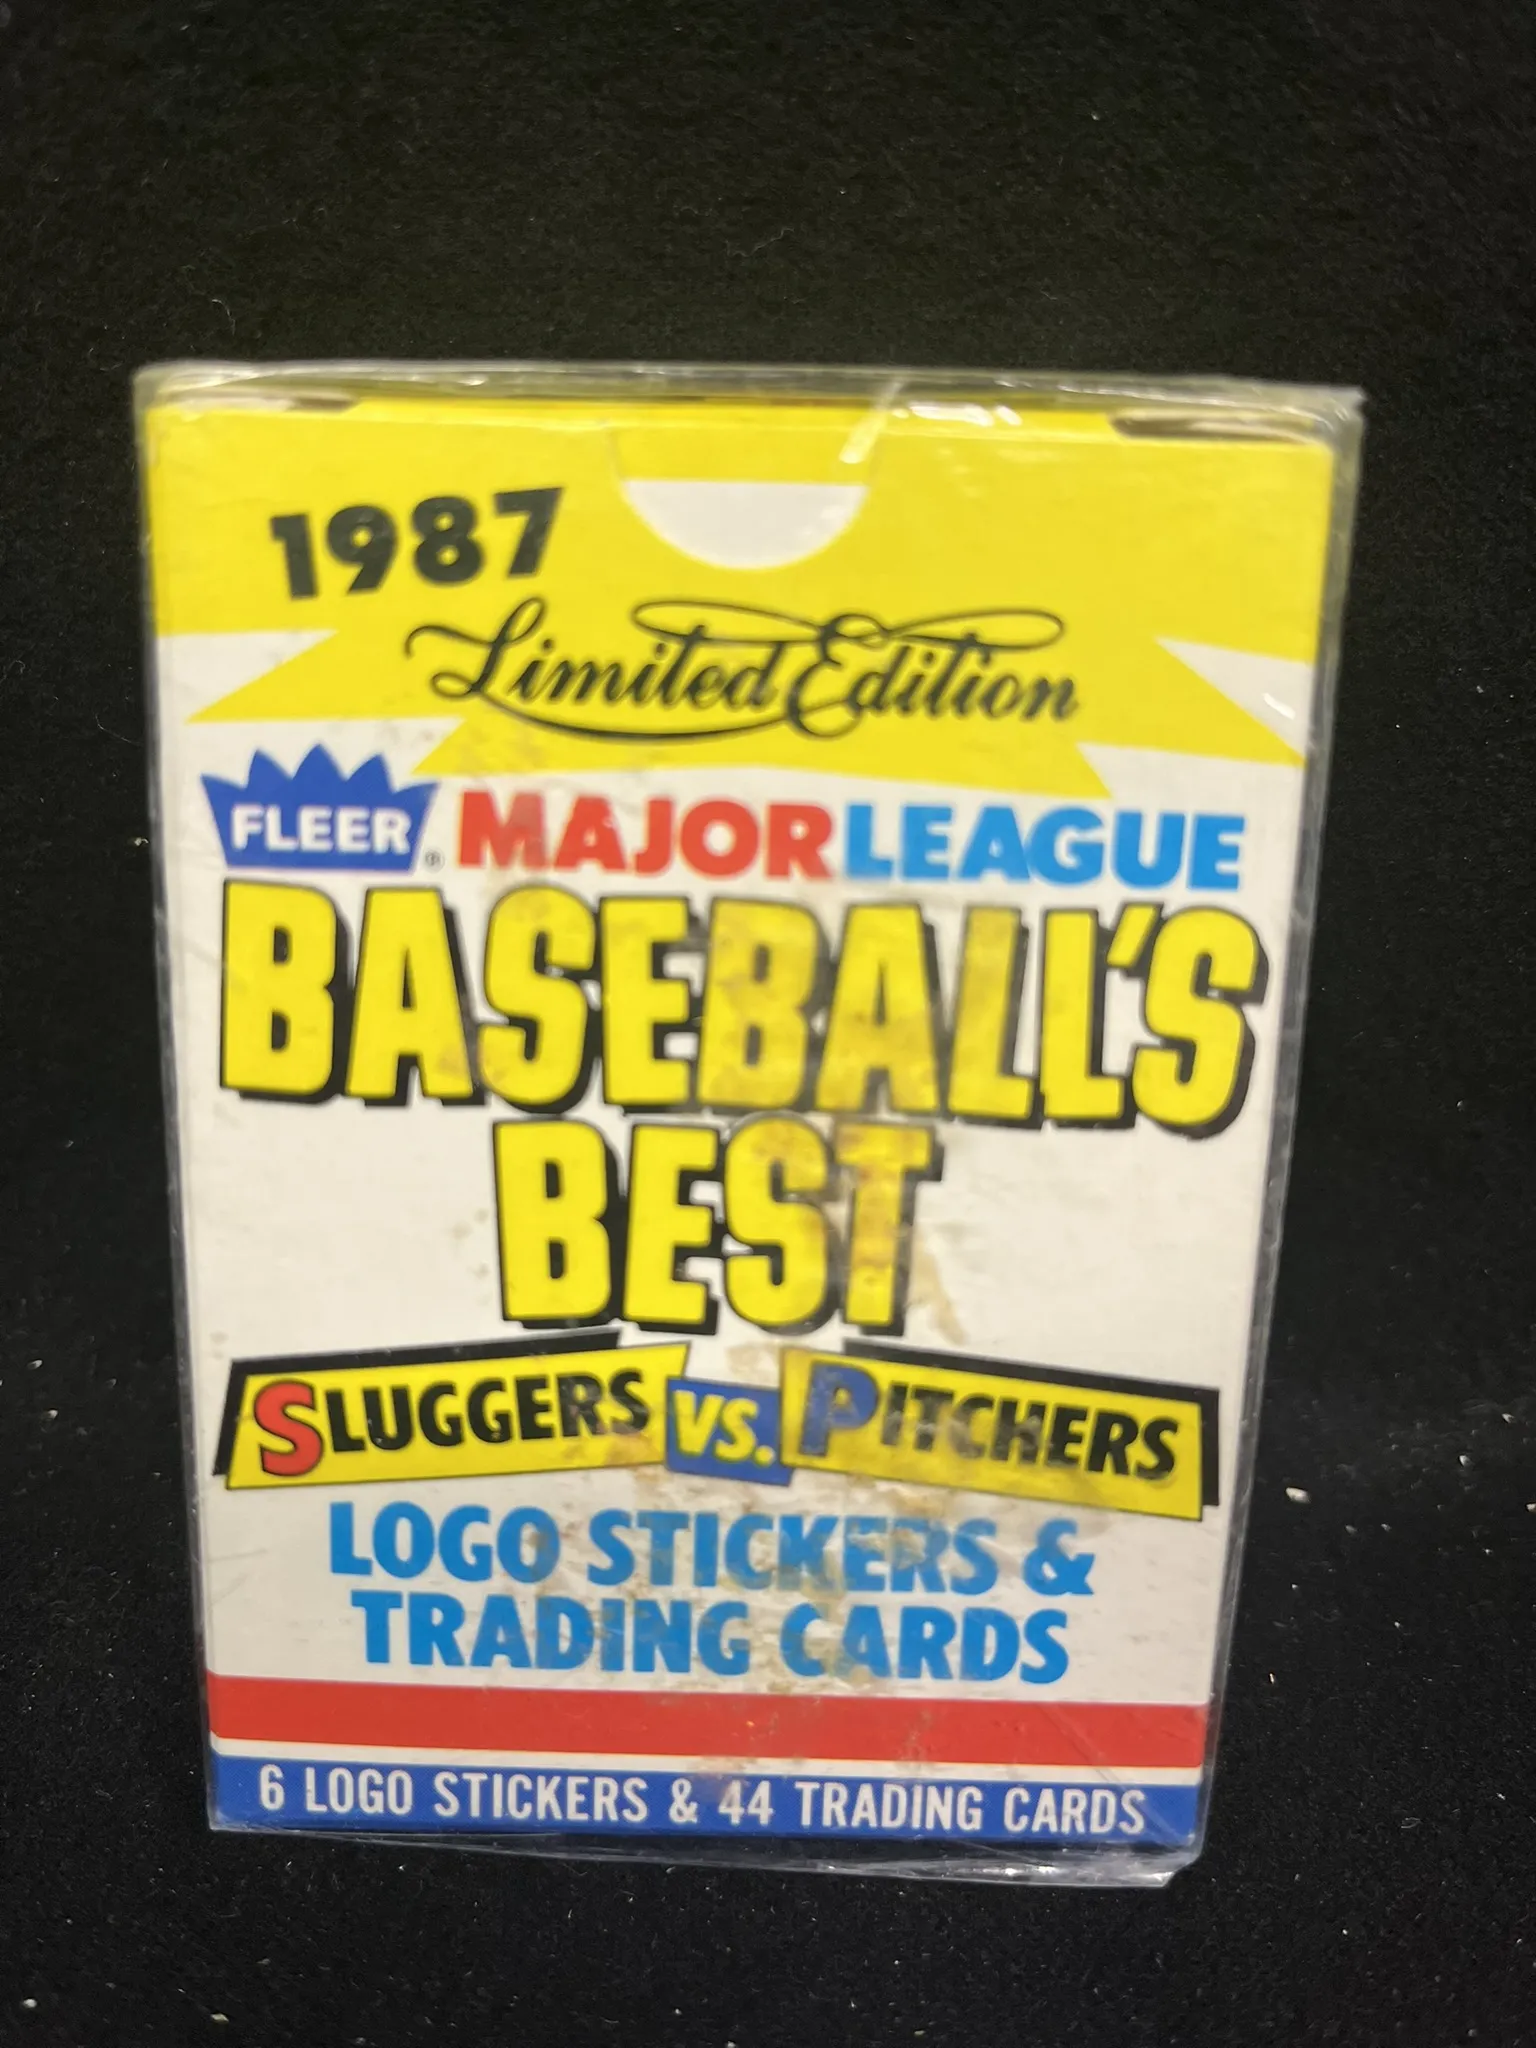 1987
Limited Edition
FLEER® MAJOR LEAGUE
BASEBALL'S
BEST
SLUGGERS VS. PITCHERS
LOGO STICKERS &
TRADING CARDS
6 LOGO STICKERS & 44 TRADING CARDS